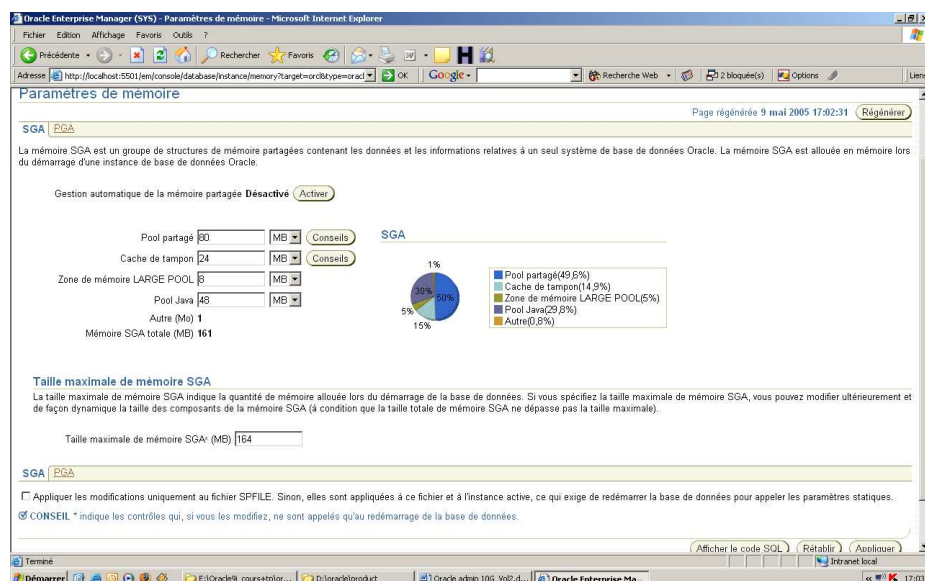 Oracle Enterprise Manager (SYS) - Paramètres de mémoire - Microsoft Internet Explorer
Fichier Edition Affichage Favoris Outils ?
Précédente Rechercher Favoris
Adresse http://localhost:5501/em/console/database/instance/memory?target=orcl&type=oracl OK Google Recherche Web 2 bloquée(s) Options Liens
Paramètres de mémoire
Page régénérée 9 mai 2005 17:02:31 Régénérer
SGA PGA
La mémoire SGA est un groupe de structures de mémoire partagées contenant les données et les informations relatives à un seul système de base de données Oracle. La mémoire SGA est allouée en mémoire lors
du démarrage d'une instance de base de données Oracle.
Gestion automatique de la mémoire partagée Désactivé Activer
Pool partagé 80 MB Conseils
Cache de tampon 24 MB Conseils
Zone de mémoire LARGE POOL 8 MB
Pool Java 48 MB
Autre (Mo) 1
Mémoire SGA totale (MB) 161
SGA
1%
30%
50%
5%
15%
Pool partagé(49,6%)
Cache de tampon(14,9%)
Zone de mémoire LARGE POOL(5%)
Pool Java(29,8%)
Autre(0,8%)
Taille maximale de mémoire SGA
La taille maximale de mémoire SGA indique la quantité de mémoire allouée lors du démarrage de la base de données. Si vous spécifiez la taille maximale de mémoire SGA, vous pouvez modifier ultérieurement et
de façon dynamique la taille des composants de la mémoire SGA (à condition que la taille totale de mémoire SGA ne dépasse pas la taille maximale).
Taille maximale de mémoire SGA* (MB) 164
SGA PGA
Appliquer les modifications uniquement au fichier SPFILE. Sinon, elles sont appliquées à ce fichier et à l'instance active, ce qui exige de redémarrer la base de données pour appeler les paramètres statiques.
CONSEIL * indique les contrôles qui, si vous les modifiez, ne sont appelés qu'au redémarrage de la base de données.
Afficher le code SQL Rétablir Appliquer
Terminé Intranet local
Démarrer E:\Oracle9i_cours+tp\or... D:\oracle\product Oracle admin 10G_Vol2.d... Oracle Enterprise Ma... 17:03